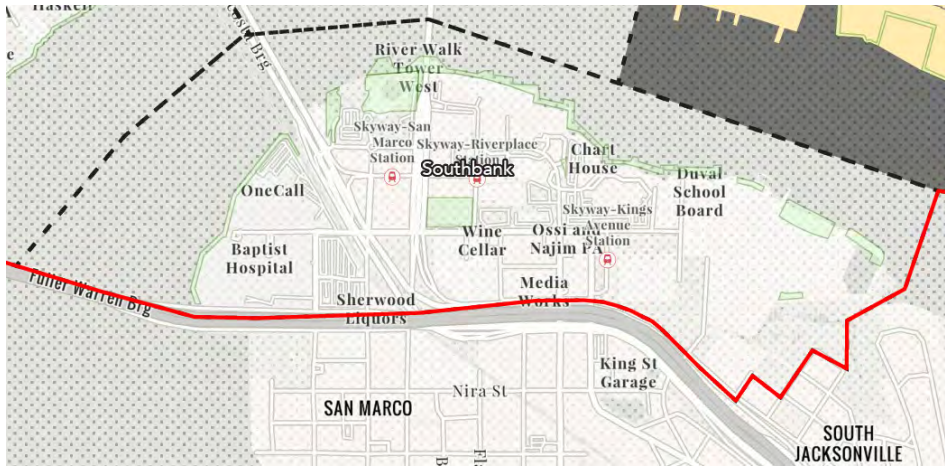 Haskell
e
costa Brg
River Walk
Tower
West
Skyway-San
Marco
Station
Skyway-Riverplace
Station
Southbank
Chart
House
OneCall
Duval
School
Board
Skyway-Kings
Avenue
Station
Wine
Cellar
Ossi and
Najim PA
Baptist
Hospital
Fuller Warren Brg
Media
Works
Sherwood
Liquors
King St
Garage
Nira St
SAN MARCO
SOUTH
JACKSONVILLE